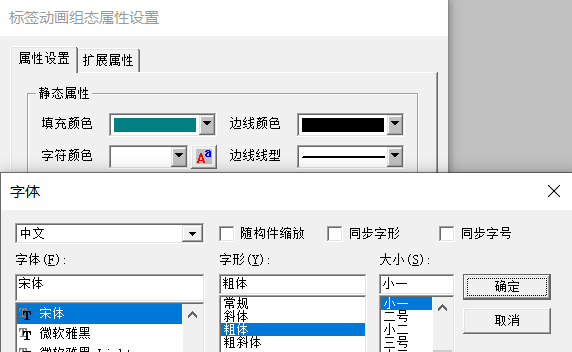 标签动画组态属性设置
属性设置 扩展属性
静态属性
填充颜色 边线颜色
字符颜色 Aa 边线线型
字体
中文 随构件缩放 同步字形 同步字号
字体(F): 字形(Y): 大小(S):
宋体 粗体 小一 确定
宋体 常规 小一
微软雅黑 斜体 二号 取消
粗体 小二
粗斜体 三号